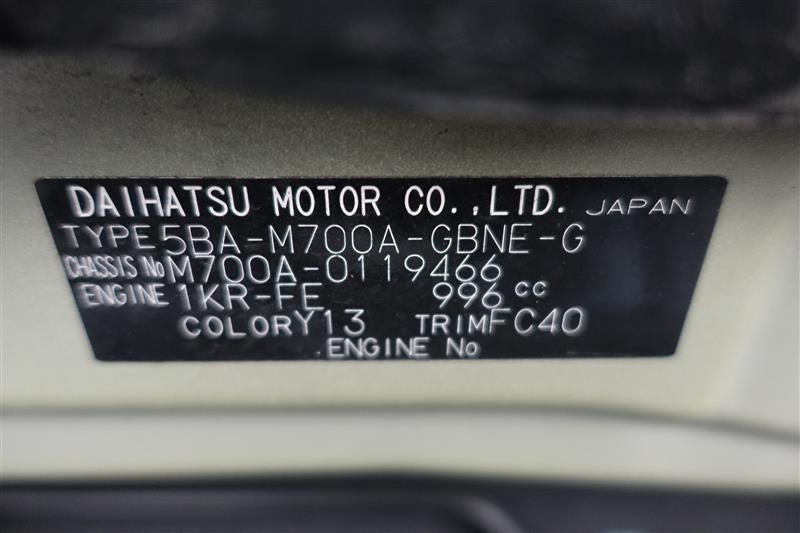 DAIHATSU MOTOR CO.,LTD. JAPAN
TYPE 5BA-M700A-GBNE-G
CHASSIS No M700A-0119466
ENGINE 1KR-FE 996 cc
COLOR Y13 TRIM FC40
ENGINE No